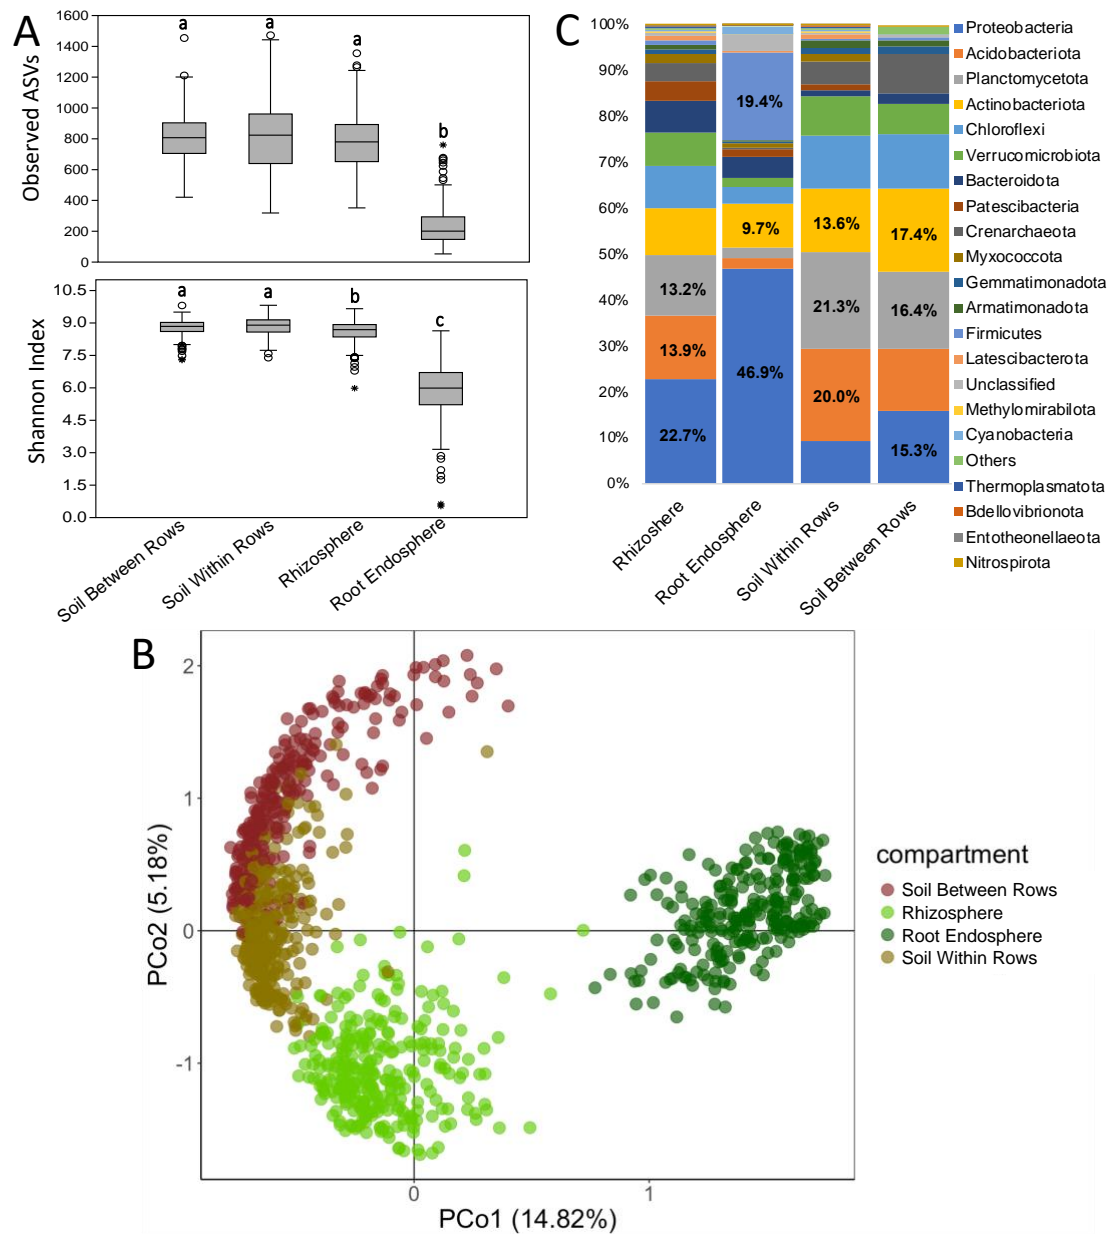 A
Observed ASVs
1600
1400
1200
1000
800
600
400
200
0
a
a
a
b
Shannon Index
10.5
9.0
7.5
6.0
4.5
3.0
1.5
0.0
a
a
b
c
Soil Between Rows
Soil Within Rows
Rhizosphere
Root Endosphere
C
100%
90%
80%
70%
60%
50%
40%
30%
20%
10%
0%
13.2%
13.9%
22.7%
19.4%
9.7%
46.9%
13.6%
21.3%
20.0%
17.4%
16.4%
15.3%
Rhizoshere
Root Endosphere
Soil Within Rows
Soil Between Rows
Proteobacteria
Acidobacteriota
Planctomycetota
Actinobacteriota
Chloroflexi
Verrucomicrobiota
Bacteroidota
Patescibacteria
Crenarchaeota
Myxococcota
Gemmatimonadota
Armatimonadota
Firmicutes
Latescibacterota
Unclassified
Methylomirabilota
Cyanobacteria
Others
Thermoplasmatota
Bdellovibrionota
Entotheonellaeota
Nitrospirota
B
PCo2 (5.18%)
2
1
0
-1
0
1
PCo1 (14.82%)
compartment
Soil Between Rows
Rhizosphere
Root Endosphere
Soil Within Rows